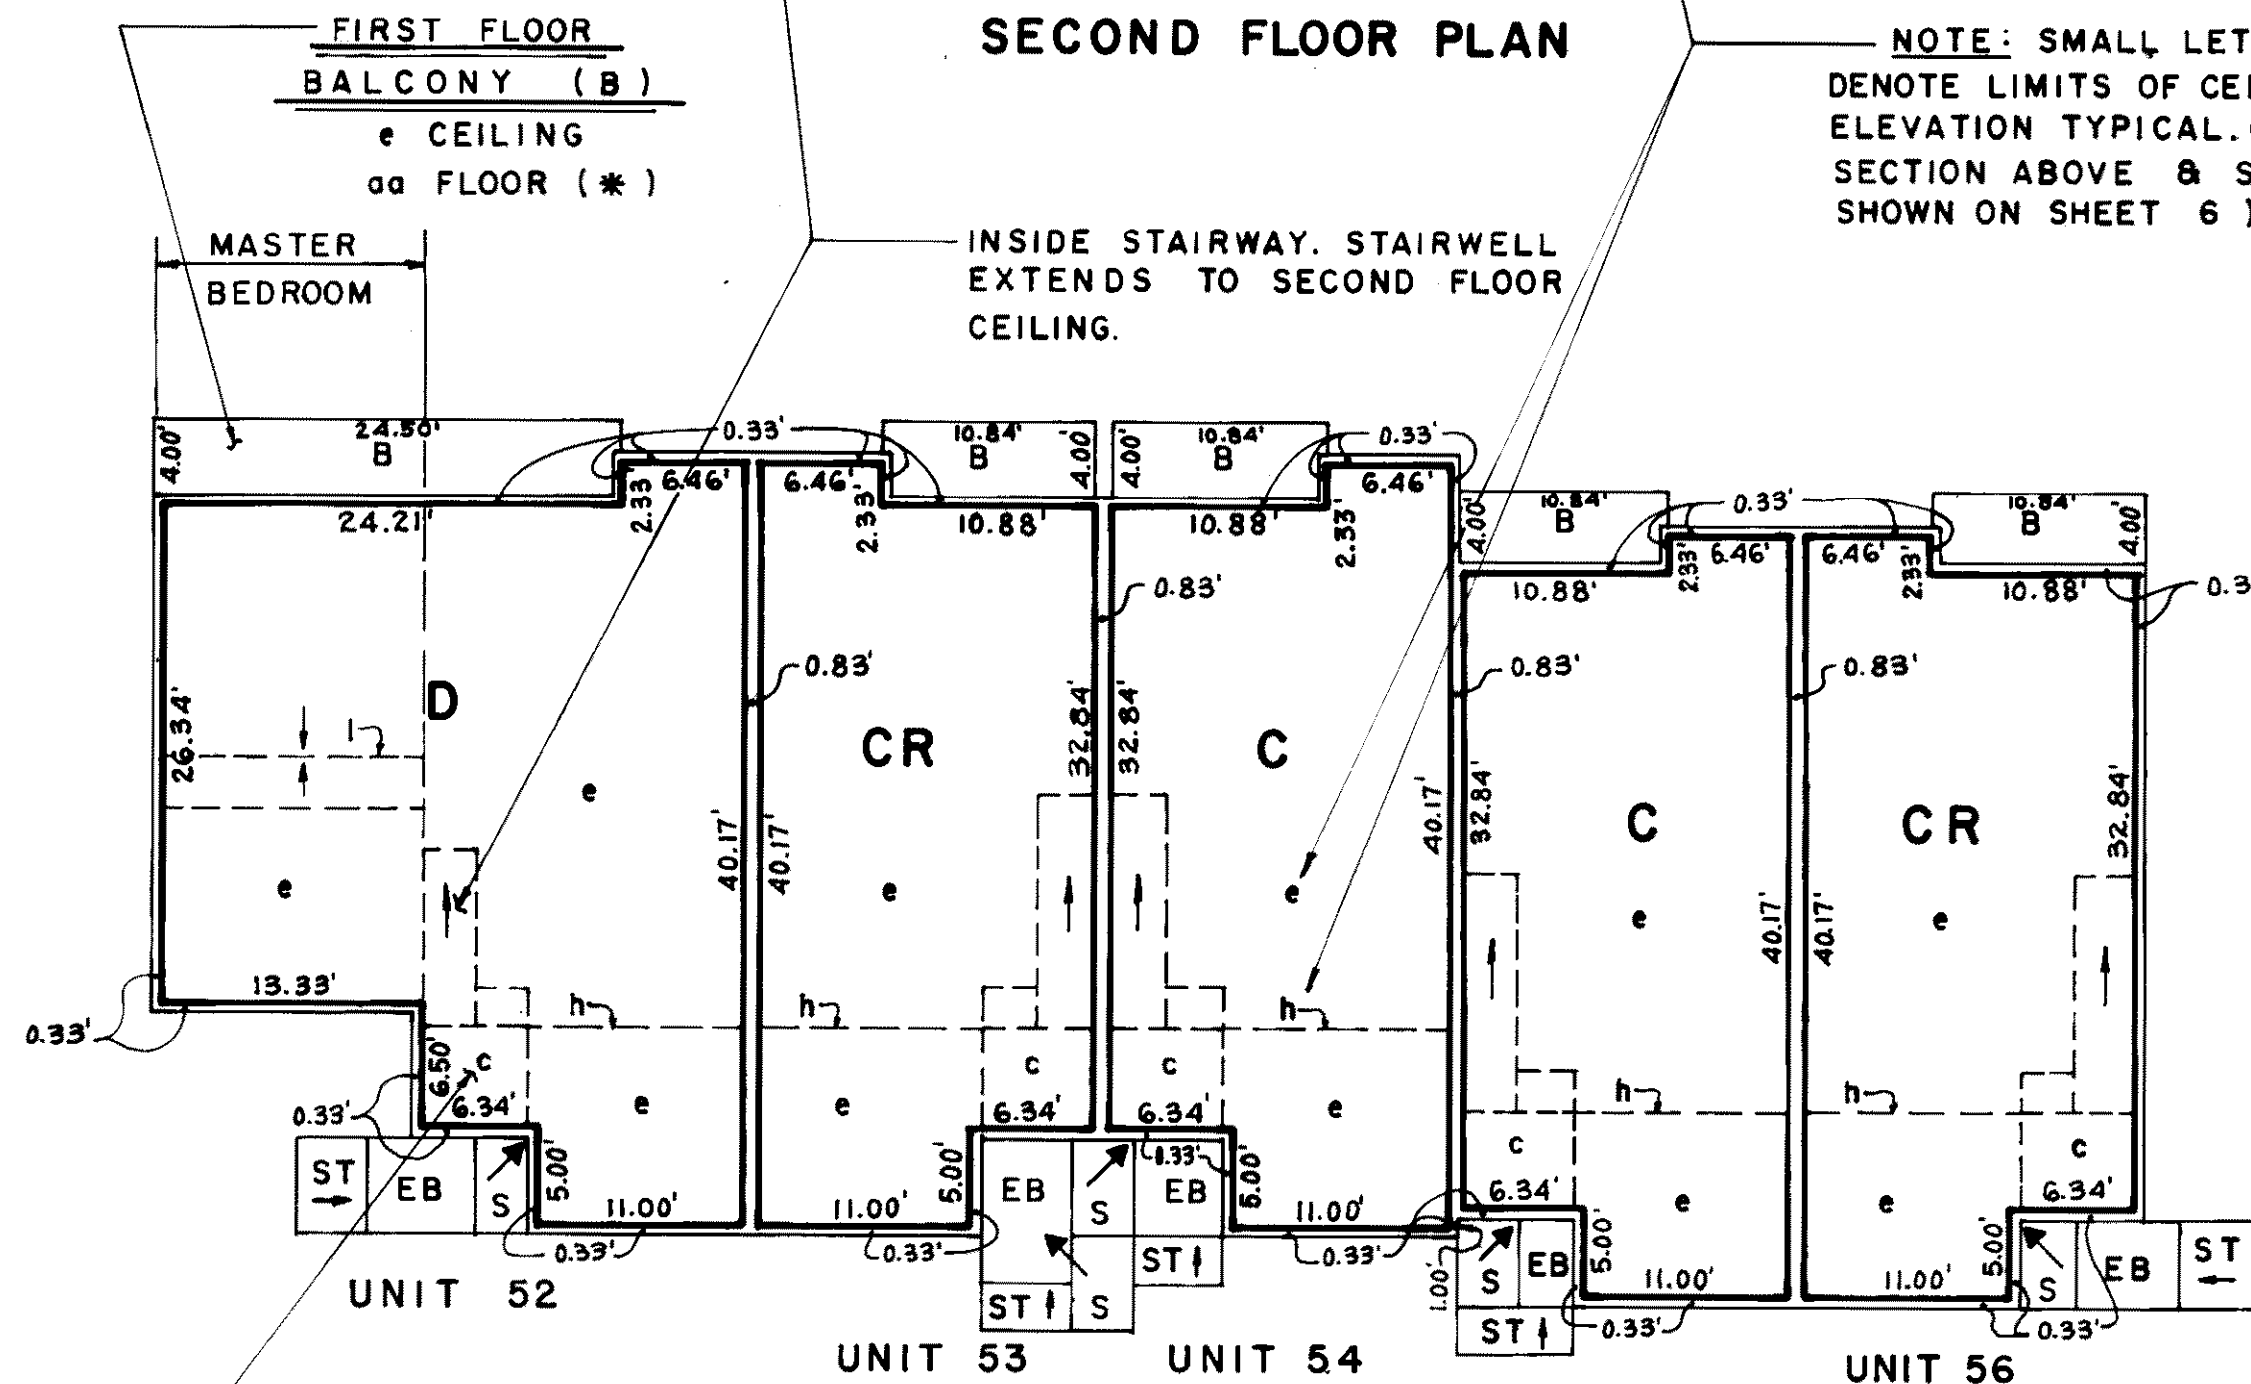 SECOND FLOOR PLAN
FIRST FLOOR
BALCONY (B)
e CEILING
aa FLOOR (*)
NOTE: SMALL LET
DENOTE LIMITS OF CEI
ELEVATION TYPICAL.
SECTION ABOVE & S
SHOWN ON SHEET 6 )
MASTER
BEDROOM
INSIDE STAIRWAY. STAIRWELL
EXTENDS TO SECOND FLOOR
CEILING.
4.00' 24.50' B 0.33' 10.84' B 4.00' 4.00' 10.84' B 0.33'
24.21' 2.33' 6.46' 6.46' 2.33' 10.88' 10.88' 2.33' 6.46'
4.00' 10.84' B 0.33' 10.84' B 4.00'
10.88' 2.33' 6.46' 6.46' 2.33' 10.88' 0.3
0.83' 0.83' 0.83' 0.83'
D CR C C CR
26.34' l 32.84' 32.84' 32.84' 32.84'
e e e e e e
40.17' 40.17' 40.17' 40.17' 40.17'
13.33' h h h
0.33'
6.50' c e e c c e
0.33' 6.34' 6.34' 6.34'
h h
c c
e e
6.34' 6.34'
ST EB S 5.00' 11.00' 11.00' 5.00' EB S EB 0.33' 5.00' 11.00'
0.33' 0.33' ST S ST 0.33'
1.00' S EB 5.00' 11.00' 11.00' 5.00' S EB ST
ST 0.33' 0.33'
UNIT 52
UNIT 53
UNIT 54
UNIT 56